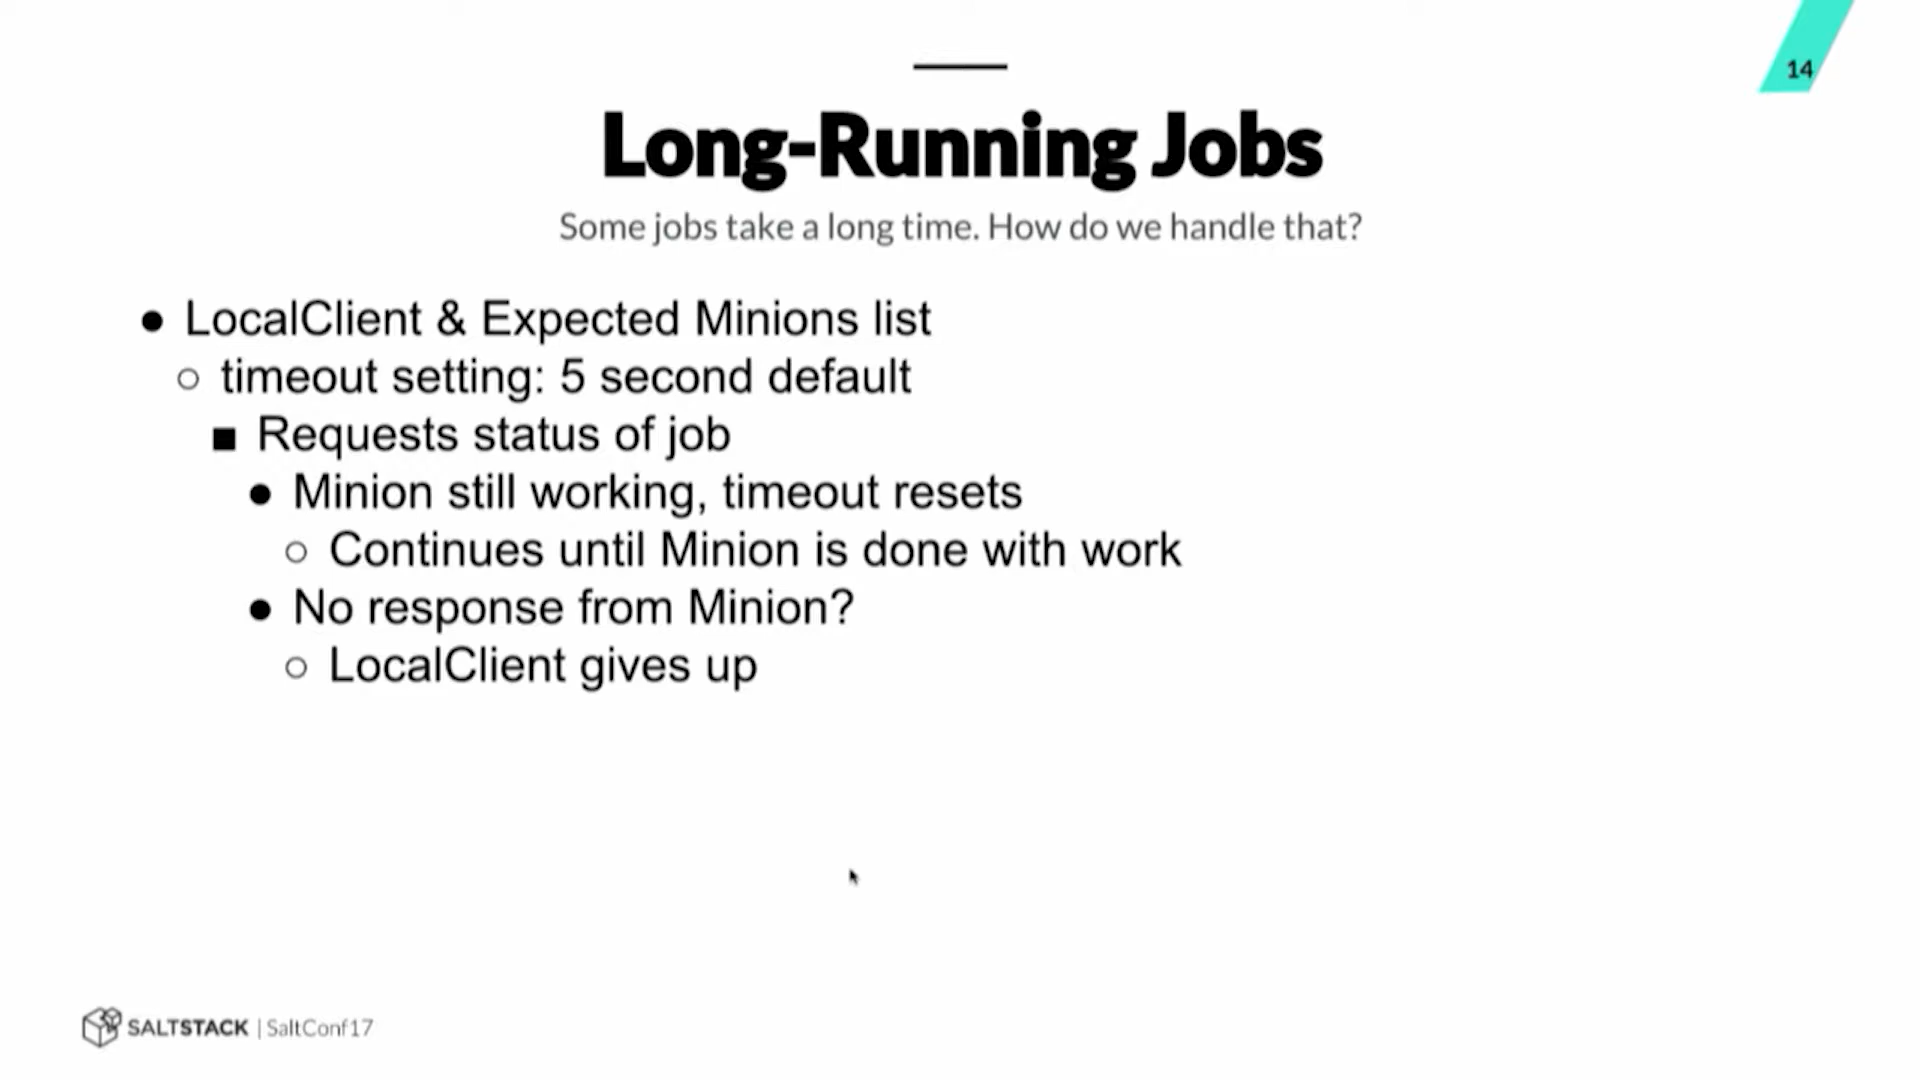 14
Long-Running Jobs
Some jobs take a long time. How do we handle that?
● LocalClient & Expected Minions list
○ timeout setting: 5 second default
■ Requests status of job
● Minion still working, timeout resets
○ Continues until Minion is done with work
● No response from Minion?
○ LocalClient gives up
SALTSTACK | SaltConf17